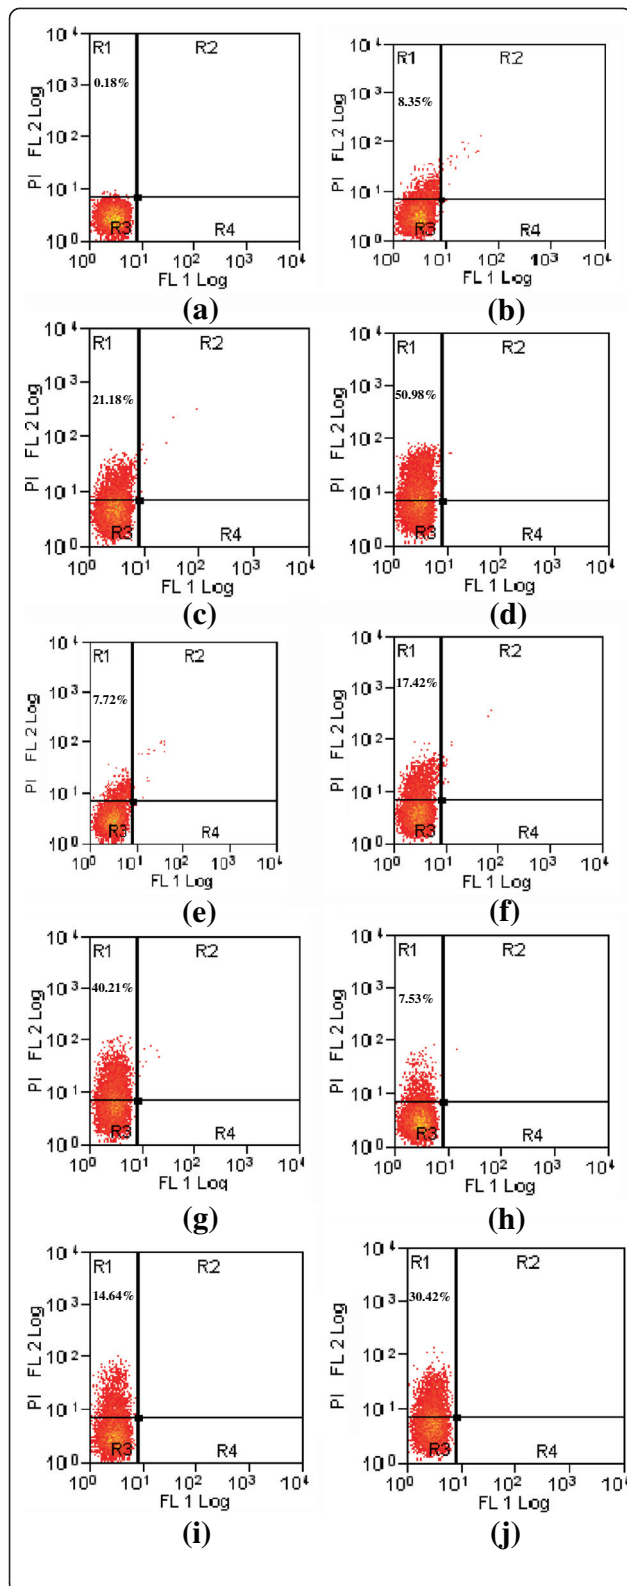 10⁴
R1
R2
0.18%
10³
10²
10¹
10⁰
R3
R4
PI FL 2 Log
10⁰ 10¹ 10² 10³ 10⁴
FL 1 Log
(a)
10⁴
R1
R2
8.35%
10³
10²
10¹
10⁰
R3
R4
PI FL 2 Log
10⁰ 10¹ 10² 10³ 10⁴
FL 1 Log
(b)
10⁴
R1
R2
10³
21.18%
10²
10¹
10⁰
R3
R4
PI FL 2 Log
10⁰ 10¹ 10² 10³ 10⁴
FL 1 Log
(c)
10⁴
R1
R2
10³
50.98%
10²
10¹
10⁰
R3
R4
PI FL 2 Log
10⁰ 10¹ 10² 10³ 10⁴
FL 1 Log
(d)
10⁴
R1
R2
10³
7.72%
10²
10¹
10⁰
R3
R4
PI FL 2 Log
10⁰ 10¹ 10² 10³ 10⁴
FL 1 Log
(e)
10⁴
R1
R2
17.42%
10³
10²
10¹
10⁰
R3
R4
PI FL 2 Log
10⁰ 10¹ 10² 10³ 10⁴
FL 1 Log
(f)
10⁴
R1
R2
10³
40.21%
10²
10¹
10⁰
R3
R4
PI FL 2 Log
10⁰ 10¹ 10² 10³ 10⁴
FL 1 Log
(g)
10⁴
R1
R2
10³
7.53%
10²
10¹
10⁰
R3
R4
PI FL 2 Log
10⁰ 10¹ 10² 10³ 10⁴
FL 1 Log
(h)
10⁴
R1
R2
10³
14.64%
10²
10¹
10⁰
R3
R4
PI FL 2 Log
10⁰ 10¹ 10² 10³ 10⁴
FL 1 Log
(i)
10⁴
R1
R2
10³
30.42%
10²
10¹
10⁰
R3
R4
PI FL 2 Log
10⁰ 10¹ 10² 10³ 10⁴
FL 1 Log
(j)